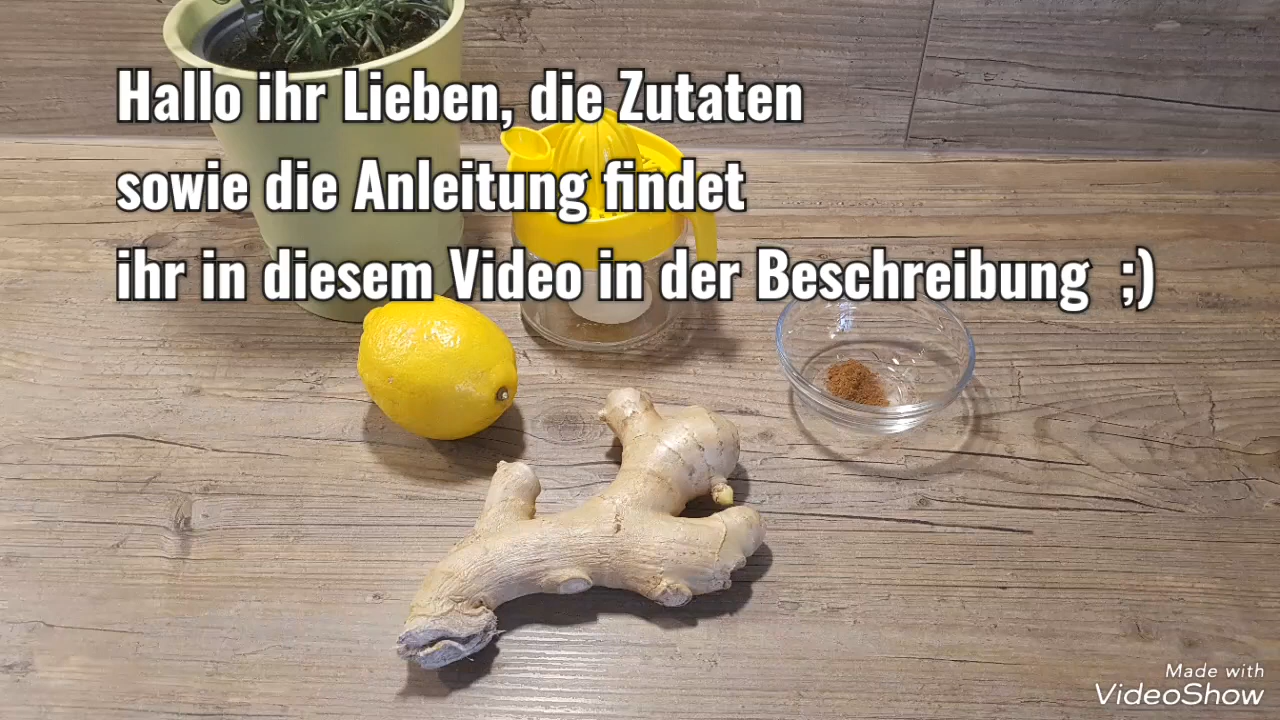 Hallo ihr Lieben, die Zutaten
sowie die Anleitung findet
ihr in diesem Video in der Beschreibung ;)
Made with
VideoShow